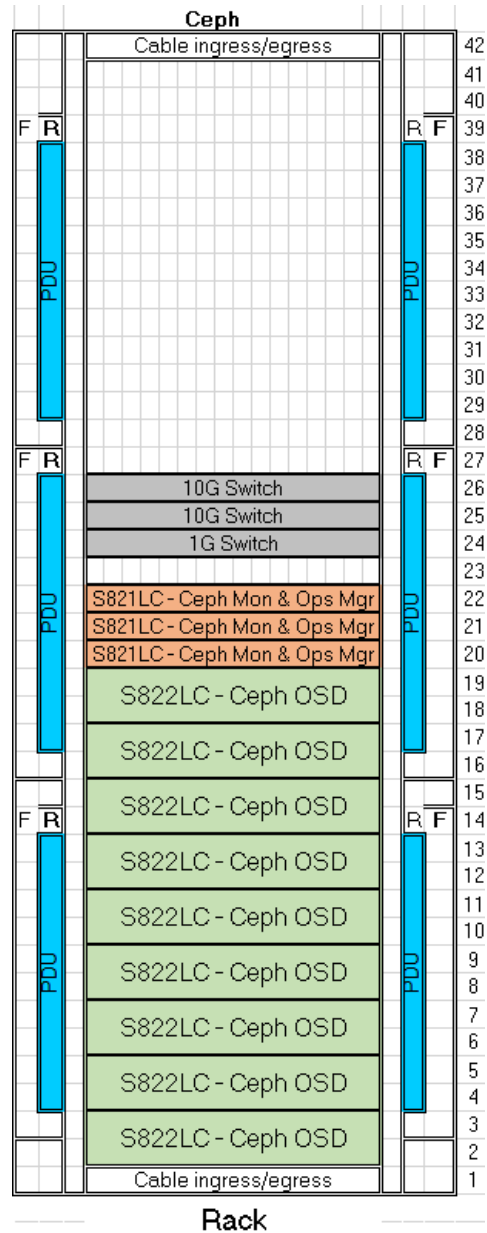 Ceph
Cable ingress/egress 42
41
40
F R R F 39
38
37
36
35
PDU PDU 34
33
32
31
30
29
28
F R R F 27
10G Switch 26
10G Switch 25
1G Switch 24
23
S821LC - Ceph Mon & Ops Mgr 22
PDU S821LC - Ceph Mon & Ops Mgr PDU 21
S821LC - Ceph Mon & Ops Mgr 20
19
S822LC - Ceph OSD
18
17
S822LC - Ceph OSD
16
15
S822LC - Ceph OSD
F R R F 14
13
S822LC - Ceph OSD
12
11
S822LC - Ceph OSD
10
9
PDU S822LC - Ceph OSD PDU
8
7
S822LC - Ceph OSD
6
5
S822LC - Ceph OSD
4
3
S822LC - Ceph OSD
2
Cable ingress/egress 1
Rack